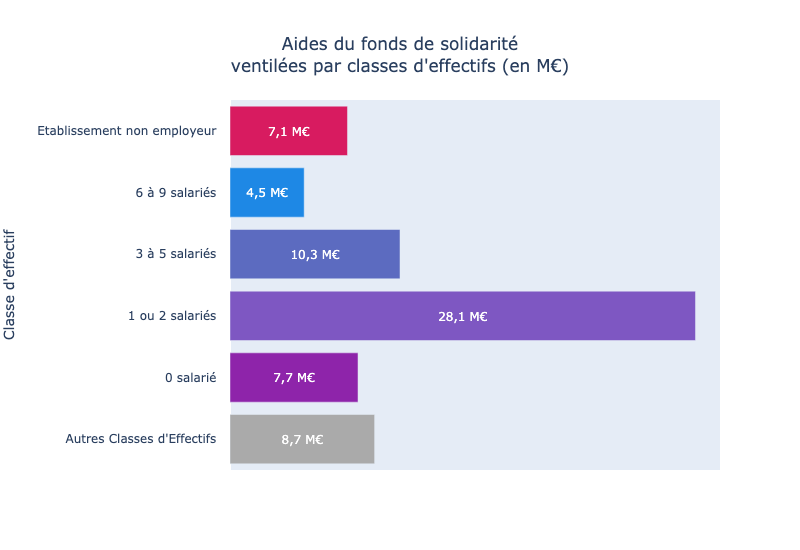 Aides du fonds de solidarité
ventilées par classes d'effectifs (en M€)
Classe d'effectif
Etablissement non employeur
7,1 M€
6 à 9 salariés
4,5 M€
3 à 5 salariés
10,3 M€
1 ou 2 salariés
28,1 M€
0 salarié
7,7 M€
Autres Classes d'Effectifs
8,7 M€